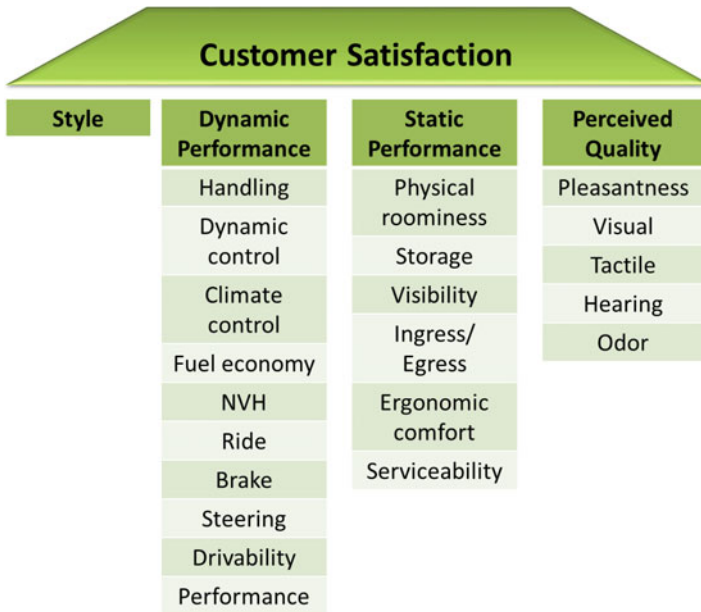 Customer Satisfaction
Style
Dynamic
Performance
Handling
Dynamic
control
Climate
control
Fuel economy
NVH
Ride
Brake
Steering
Drivability
Performance
Static
Performance
Physical
roominess
Storage
Visibility
Ingress/
Egress
Ergonomic
comfort
Serviceability
Perceived
Quality
Pleasantness
Visual
Tactile
Hearing
Odor